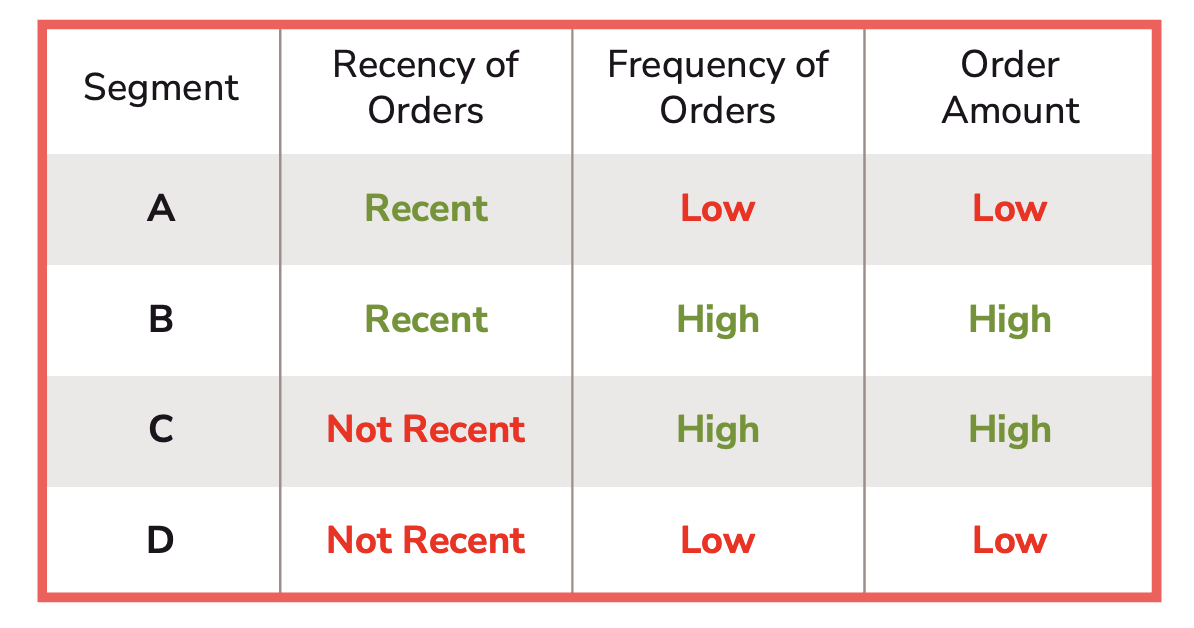 Segment
Recency of
Orders
Frequency of
Orders
Order
Amount
A Recent Low Low
B Recent High High
C Not Recent High High
D Not Recent Low Low